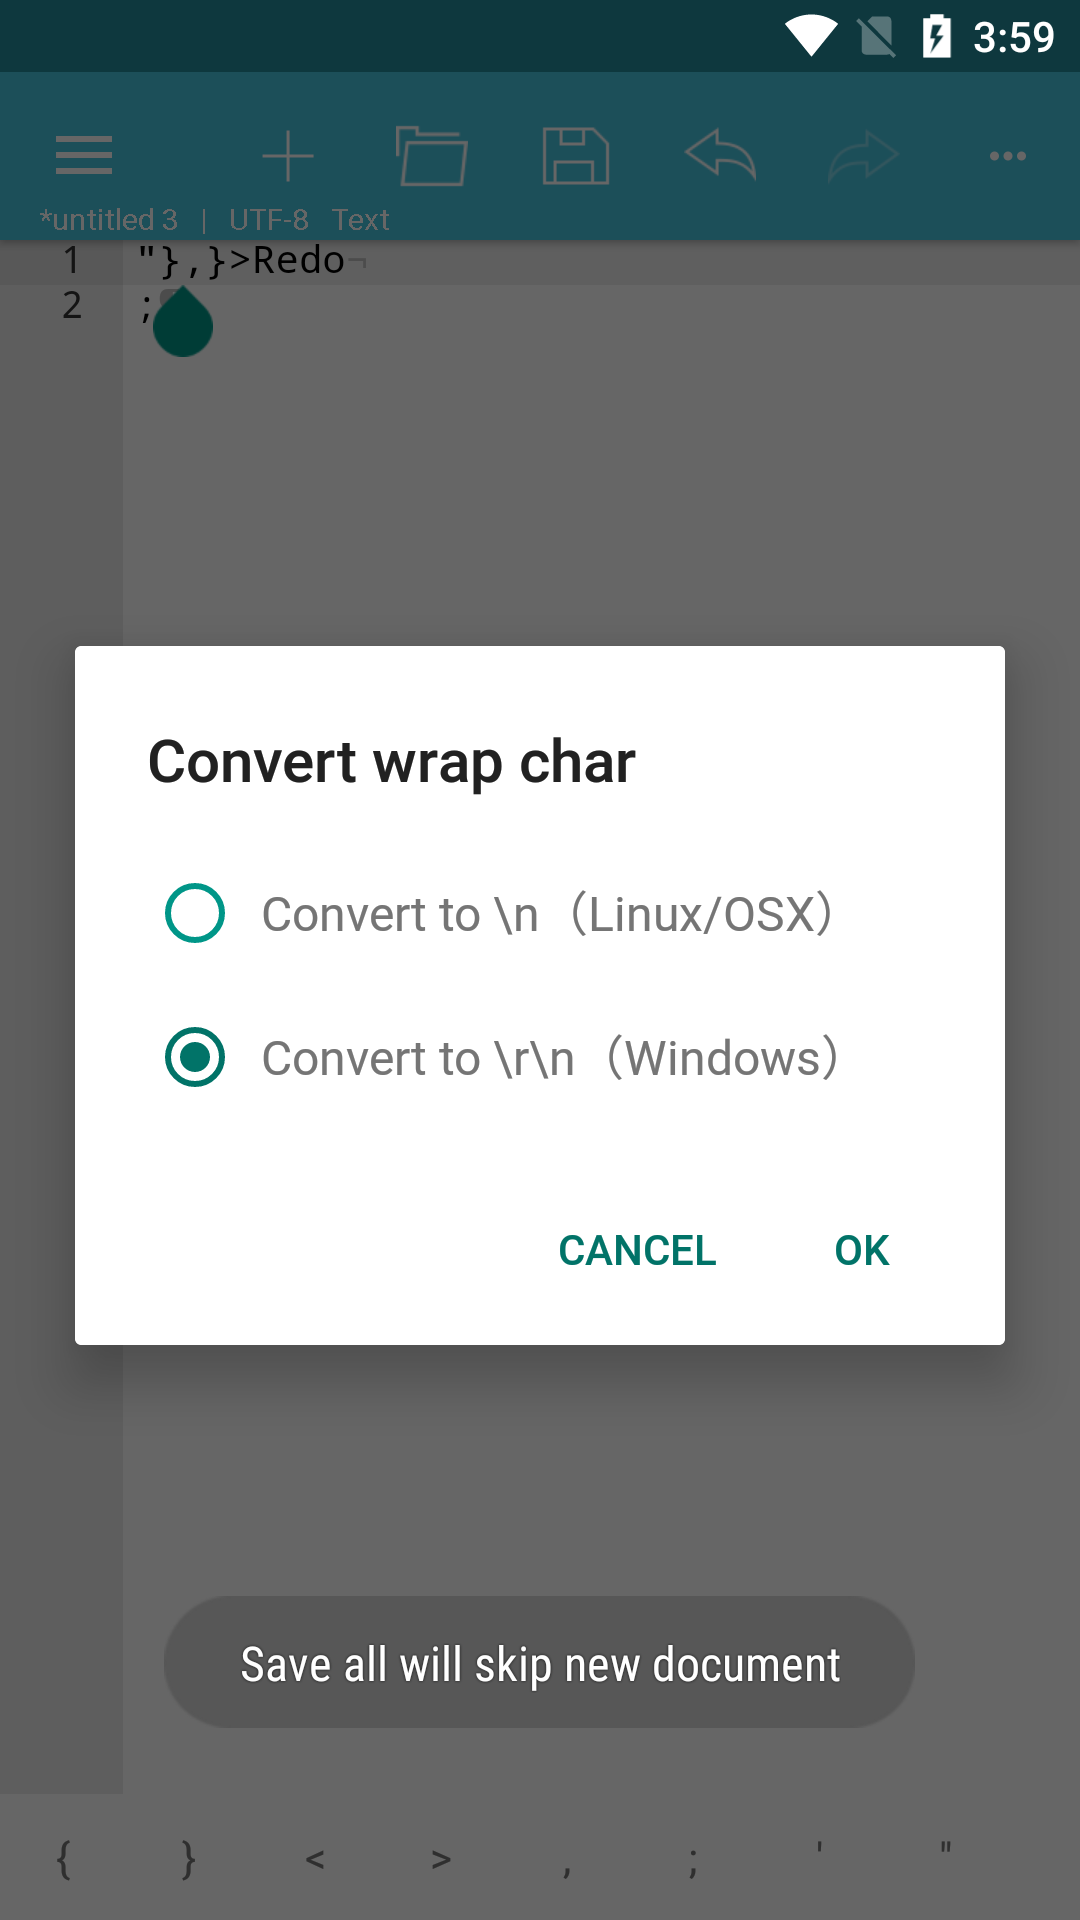 3:59
*untitled 3 | UTF-8 Text
1 "},}>Redo¬
2 ;
Convert wrap char
Convert to \n（Linux/OSX）
Convert to \r\n（Windows）
CANCEL OK
Save all will skip new document
{ } < > , ; ' "